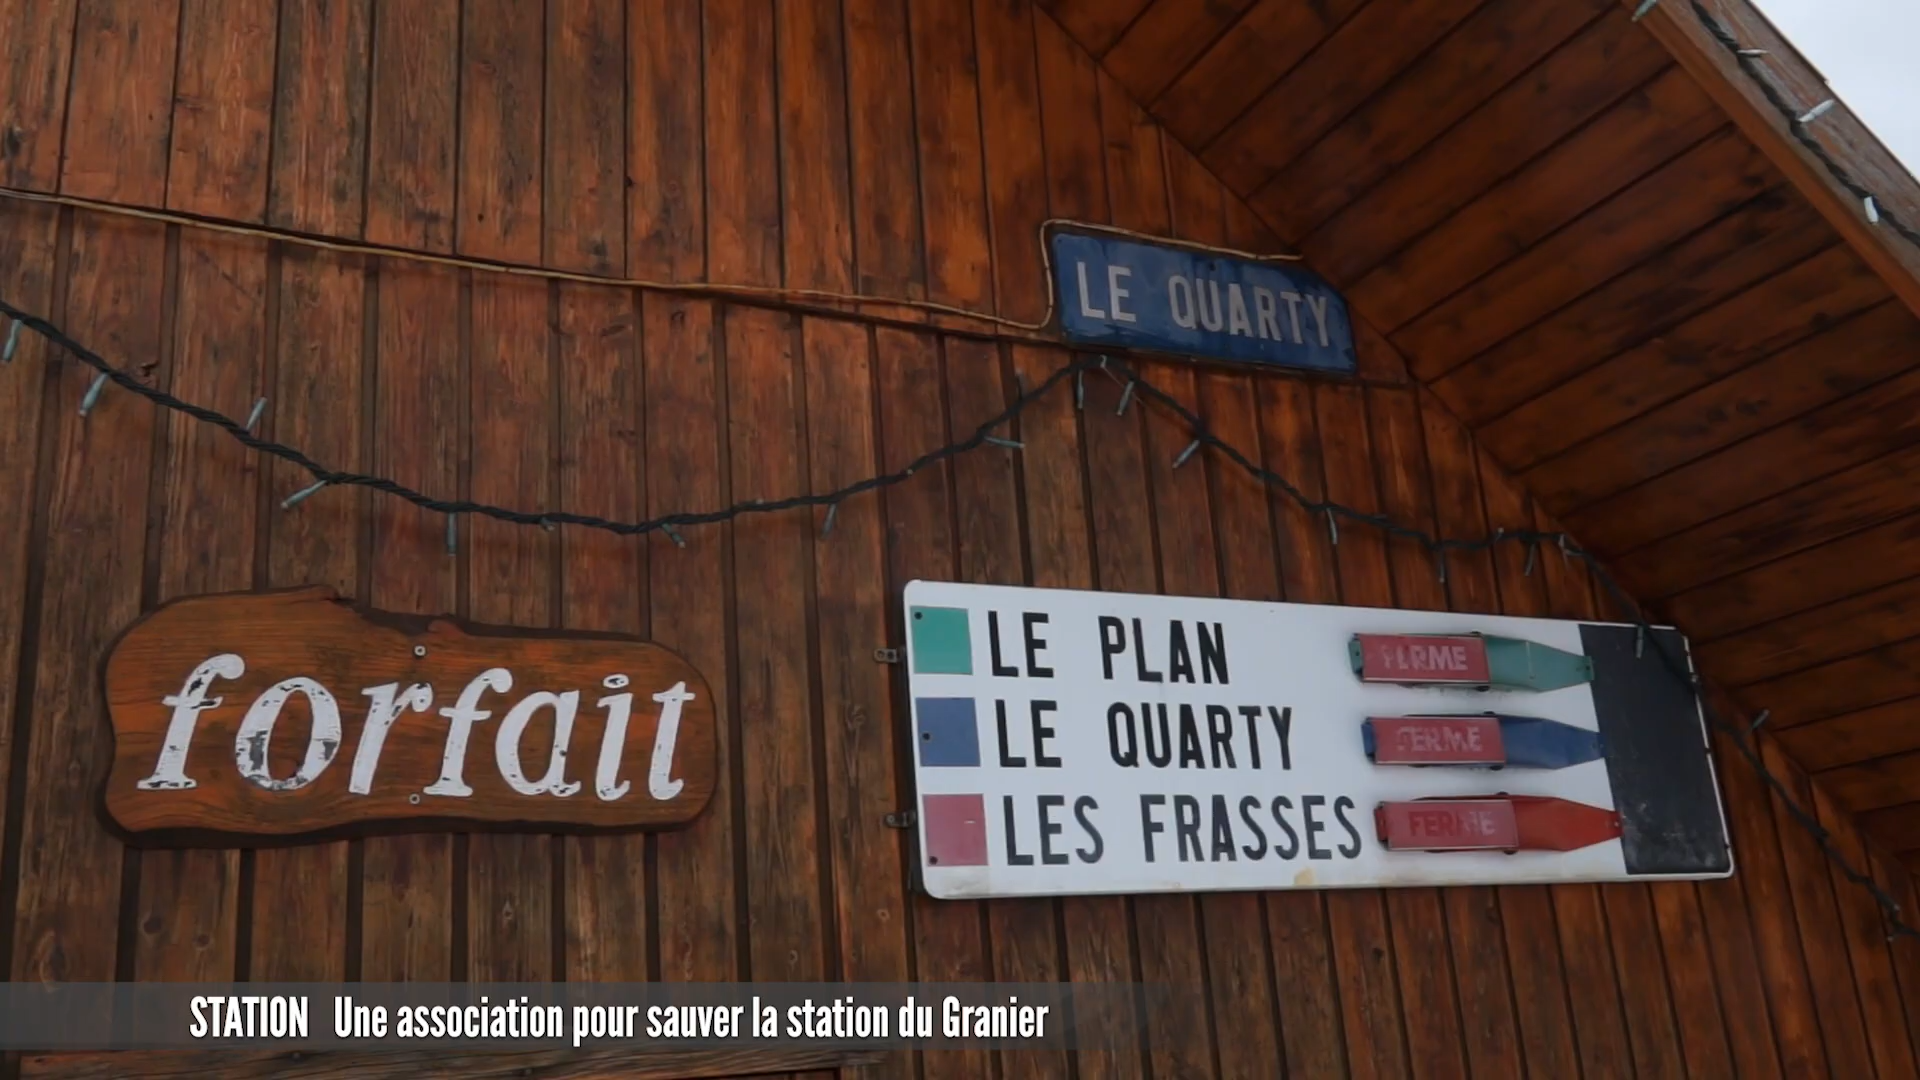 LE QUARTY
forfait
LE PLAN FERME
LE QUARTY FERME
LES FRASSES FERME
STATION Une association pour sauver la station du Granier